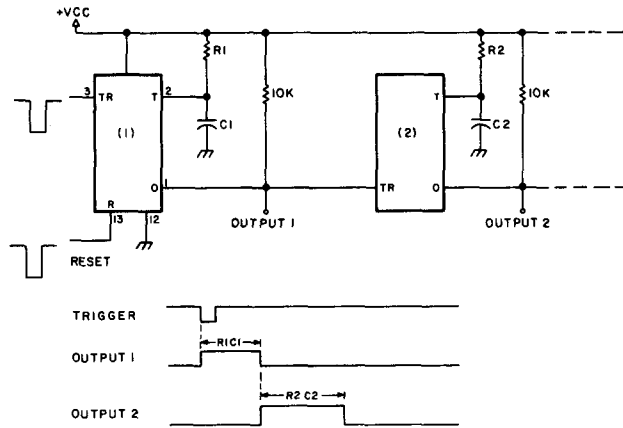 +VCC
R1
R2
10K
10K
3
TR
T
2
T
(1)
C1
(2)
C2
O
1
TR
O
R
13
12
OUTPUT 1
OUTPUT 2
RESET
TRIGGER
R1C1
OUTPUT 1
R2 C2
OUTPUT 2